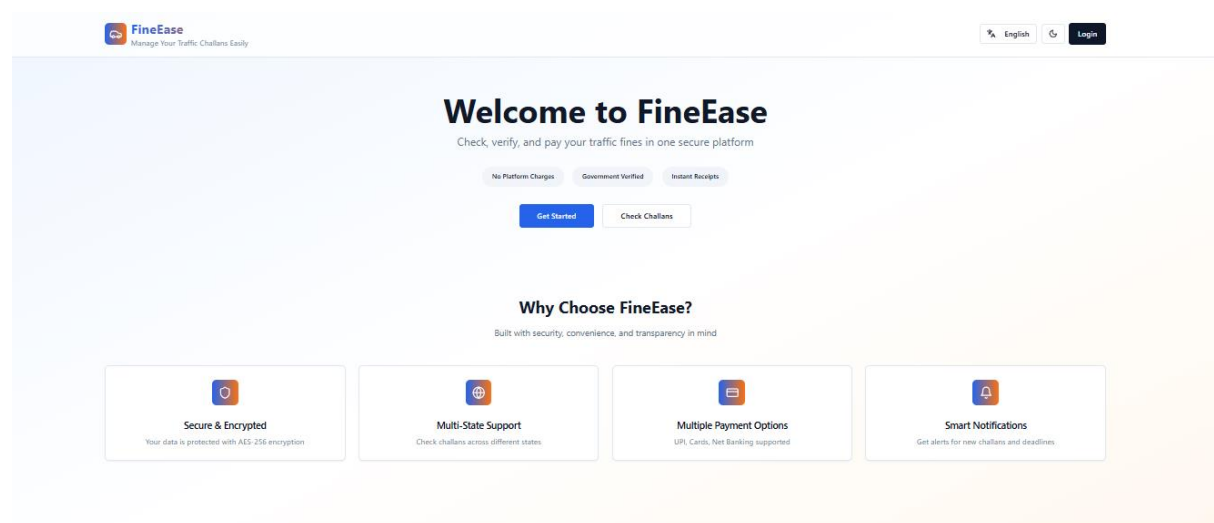 FineEase
Manage Your Traffic Challans Easily
English
Login
Welcome to FineEase
Check, verify, and pay your traffic fines in one secure platform
No Platform Charges
Government Verified
Instant Receipts
Get Started
Check Challans
Why Choose FineEase?
Built with security, convenience, and transparency in mind
Secure & Encrypted
Your data is protected with AES-256 encryption
Multi-State Support
Check challans across different states
Multiple Payment Options
UPI, Cards, Net Banking supported
Smart Notifications
Get alerts for new challans and deadlines